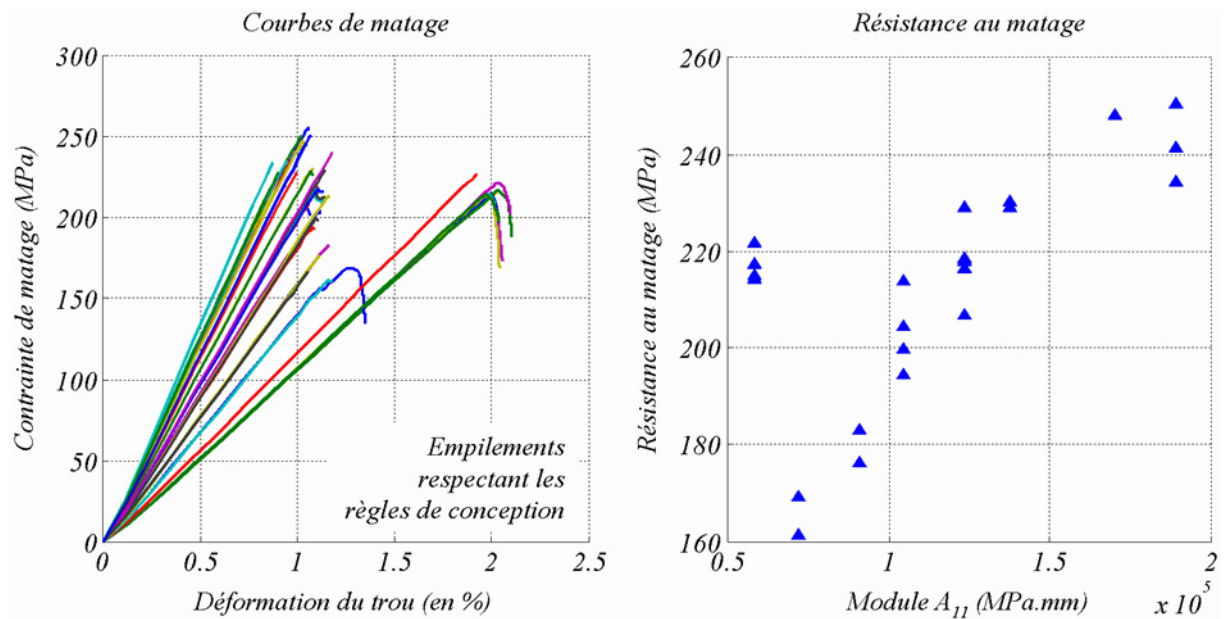 Courbes de matage
300
250
200
150
100
50
0
Contrainte de matage (MPa)
Empilements
respectant les
règles de conception
0
0.5
1
1.5
2
2.5
Déformation du trou (en %)
Résistance au matage
260
240
220
200
180
160
Résistance au matage (MPa)
0.5
1
1.5
2
Module A₁₁ (MPa.mm)
x 10⁵